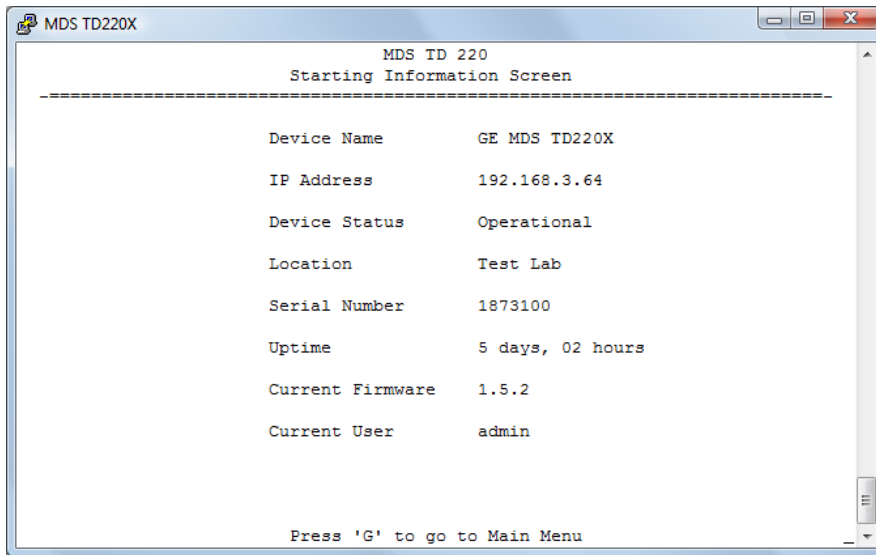 MDS TD220X
MDS TD 220
Starting Information Screen
-==========================================================================-
Device Name GE MDS TD220X
IP Address 192.168.3.64
Device Status Operational
Location Test Lab
Serial Number 1873100
Uptime 5 days, 02 hours
Current Firmware 1.5.2
Current User admin
Press 'G' to go to Main Menu